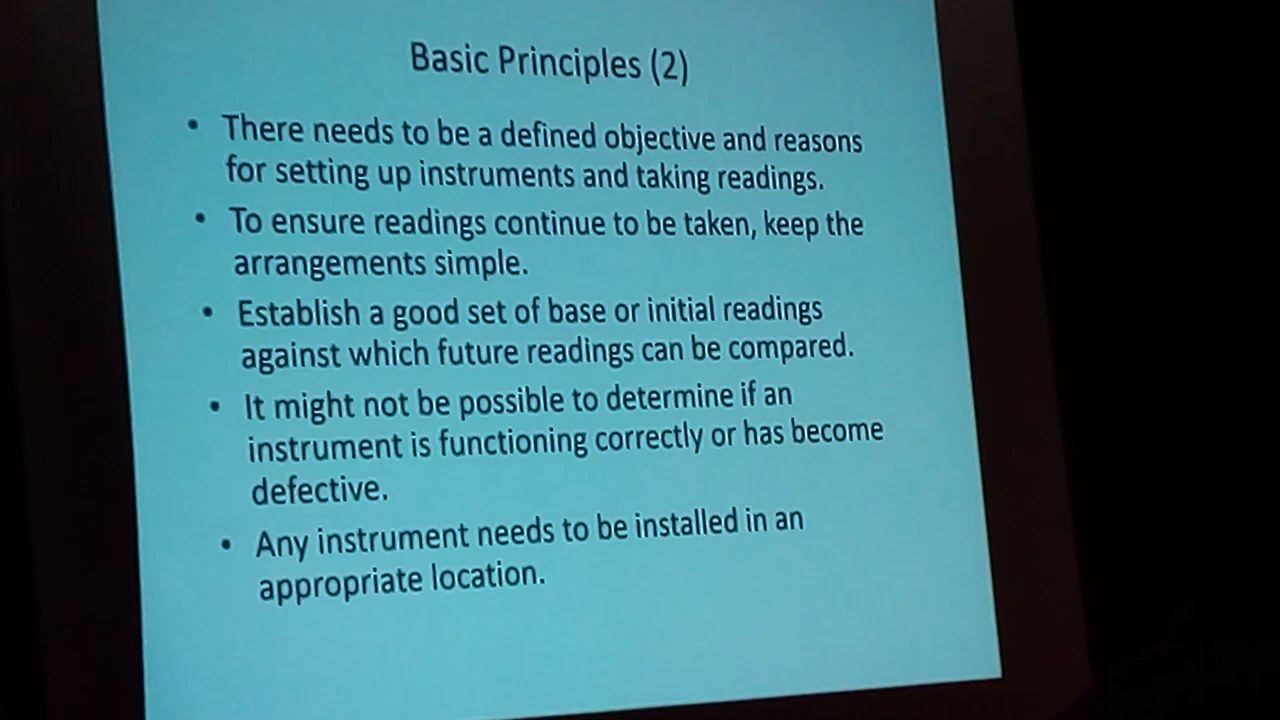 Basic Principles (2)
• There needs to be a defined objective and reasons
for setting up instruments and taking readings.
• To ensure readings continue to be taken, keep the
arrangements simple.
• Establish a good set of base or initial readings
against which future readings can be compared.
• It might not be possible to determine if an
instrument is functioning correctly or has become
defective.
• Any instrument needs to be installed in an
appropriate location.